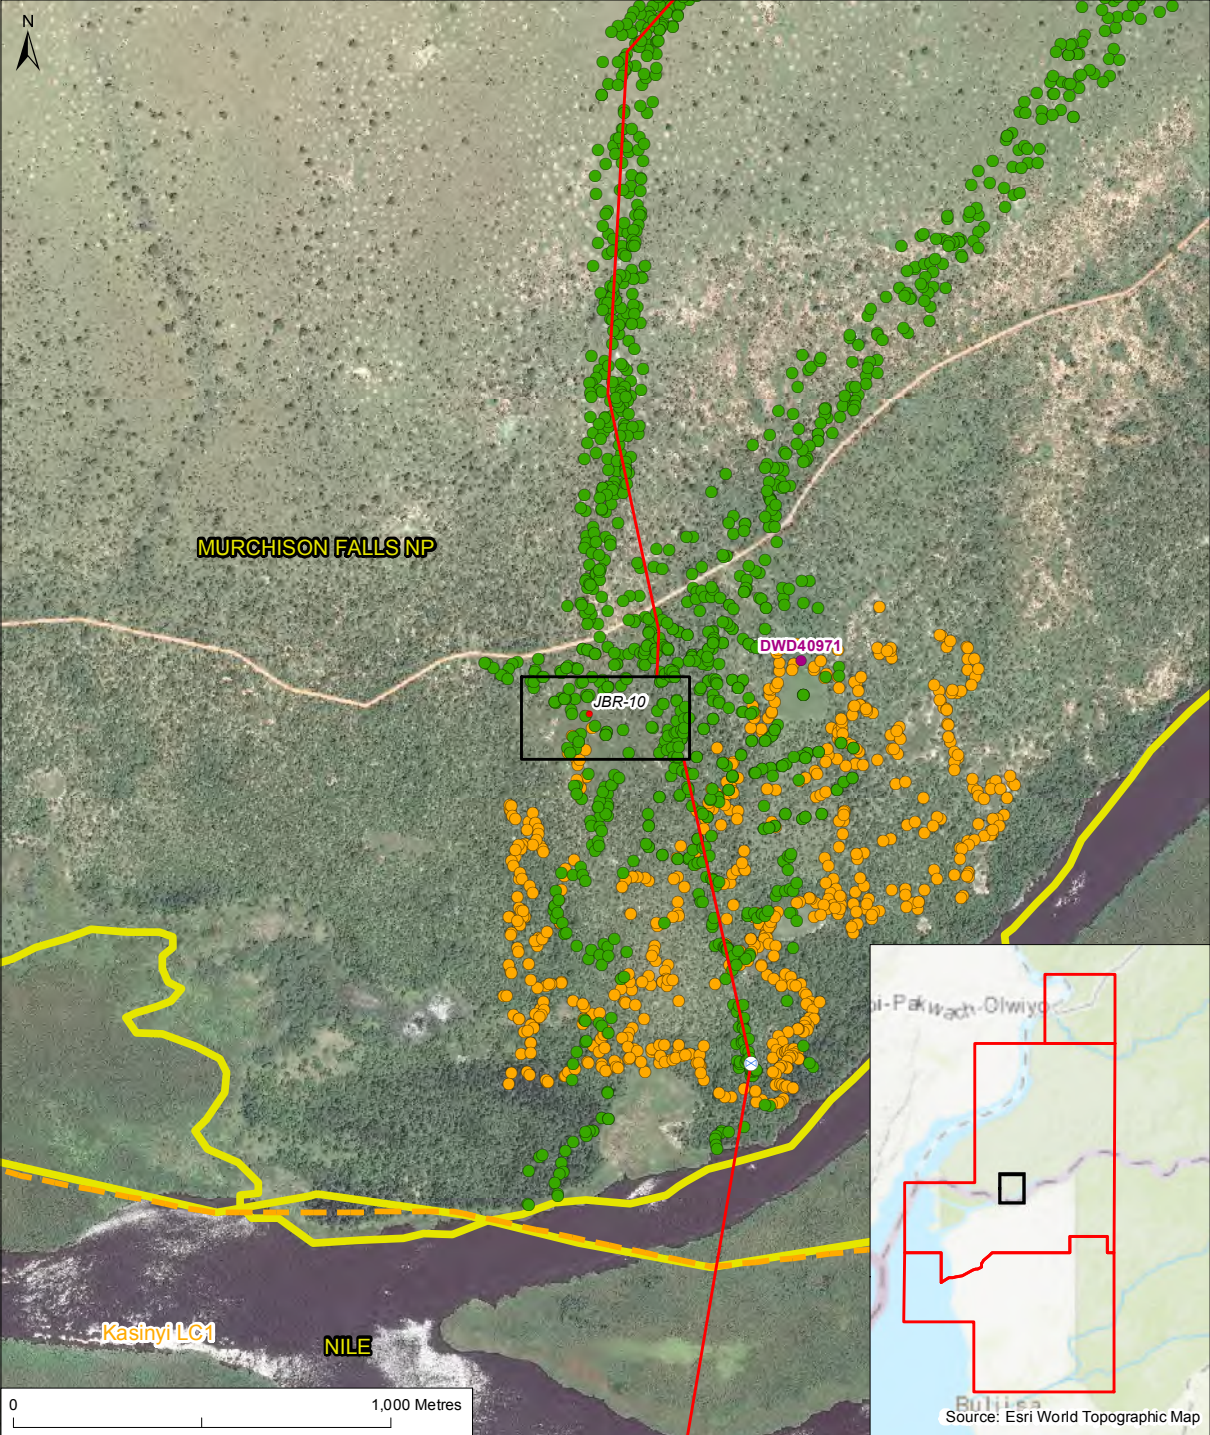 N
MURCHISON FALLS NP
DWD40971
JBR-10
Kasinyi LC1
NILE
0 1,000 Metres
bi-Pakwach-Olwiyo
Buliisa
Source: Esri World Topographic Map